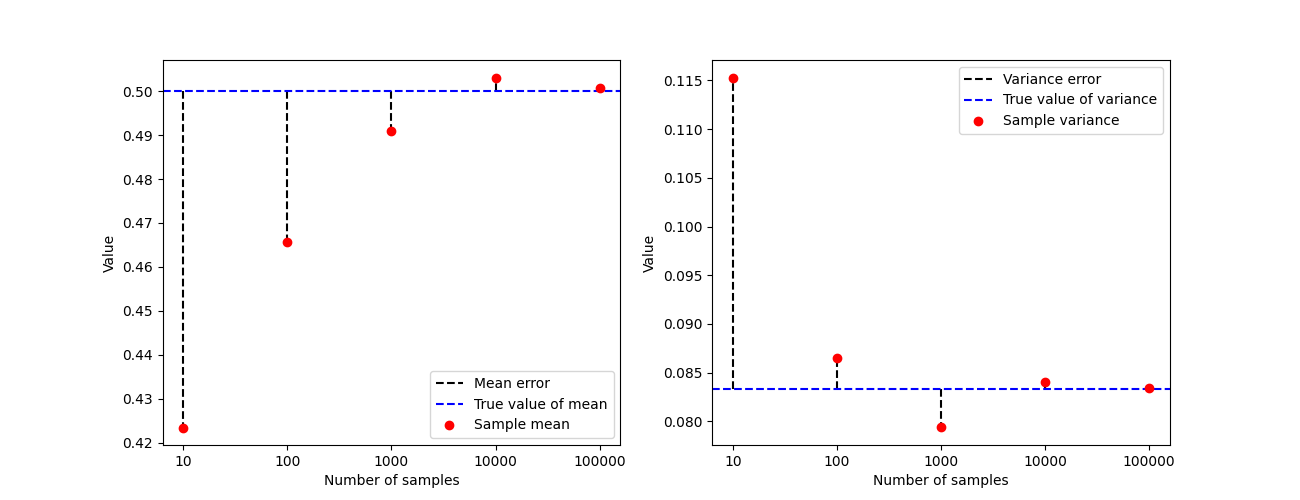 0.50
0.49
0.48
0.47
0.46
0.45
0.44
0.43
0.42
Value
10 100 1000 10000 100000
Number of samples
Mean error
True value of mean
Sample mean
0.115
0.110
0.105
0.100
0.095
0.090
0.085
0.080
Value
10 100 1000 10000 100000
Number of samples
Variance error
True value of variance
Sample variance